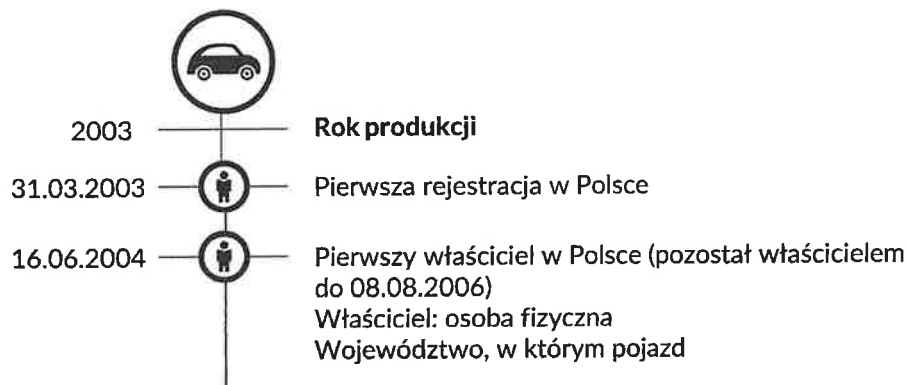 2003 Rok produkcji
31.03.2003 Pierwsza rejestracja w Polsce
16.06.2004 Pierwszy właściciel w Polsce (pozostał właścicielem
do 08.08.2006)
Właściciel: osoba fizyczna
Województwo, w którym pojazd